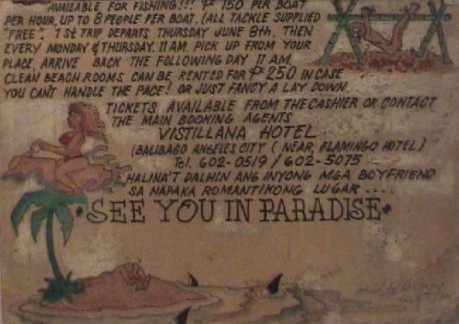 AVAILABLE FOR FISHING!!! ₱ 150 PER BOAT
PER HOUR, UP TO 8 PEOPLE PER BOAT. (ALL TACKLE SUPPLIED
"FREE". 1st TRIP DEPARTS THURSDAY JUNE 8th, THEN
EVERY MONDAY & THURSDAY. 11 AM. PICK UP FROM YOUR
PLACE, ARRIVE BACK THE FOLLOWING DAY 11 AM.
CLEAN BEACH ROOMS CAN BE RENTED FOR ₱ 250 IN CASE
YOU CAN'T HANDLE THE PACE! OR JUST FANCY A LAY DOWN.
TICKETS AVAILABLE FROM THE CASHIER OR CONTACT
THE MAIN BOOKING AGENTS
VISTILLANA HOTEL
(BALIBAGO ANGELES CITY (NEAR, FLAMINGO HOTEL)
Tel. 602-0519 / 602-5075
HALINA'T DALHIN ANG INYONG MGA BOYFRIEND
SA NAPAKA ROMANTIKONG LUGAR ....
*SEE YOU IN PARADISE*